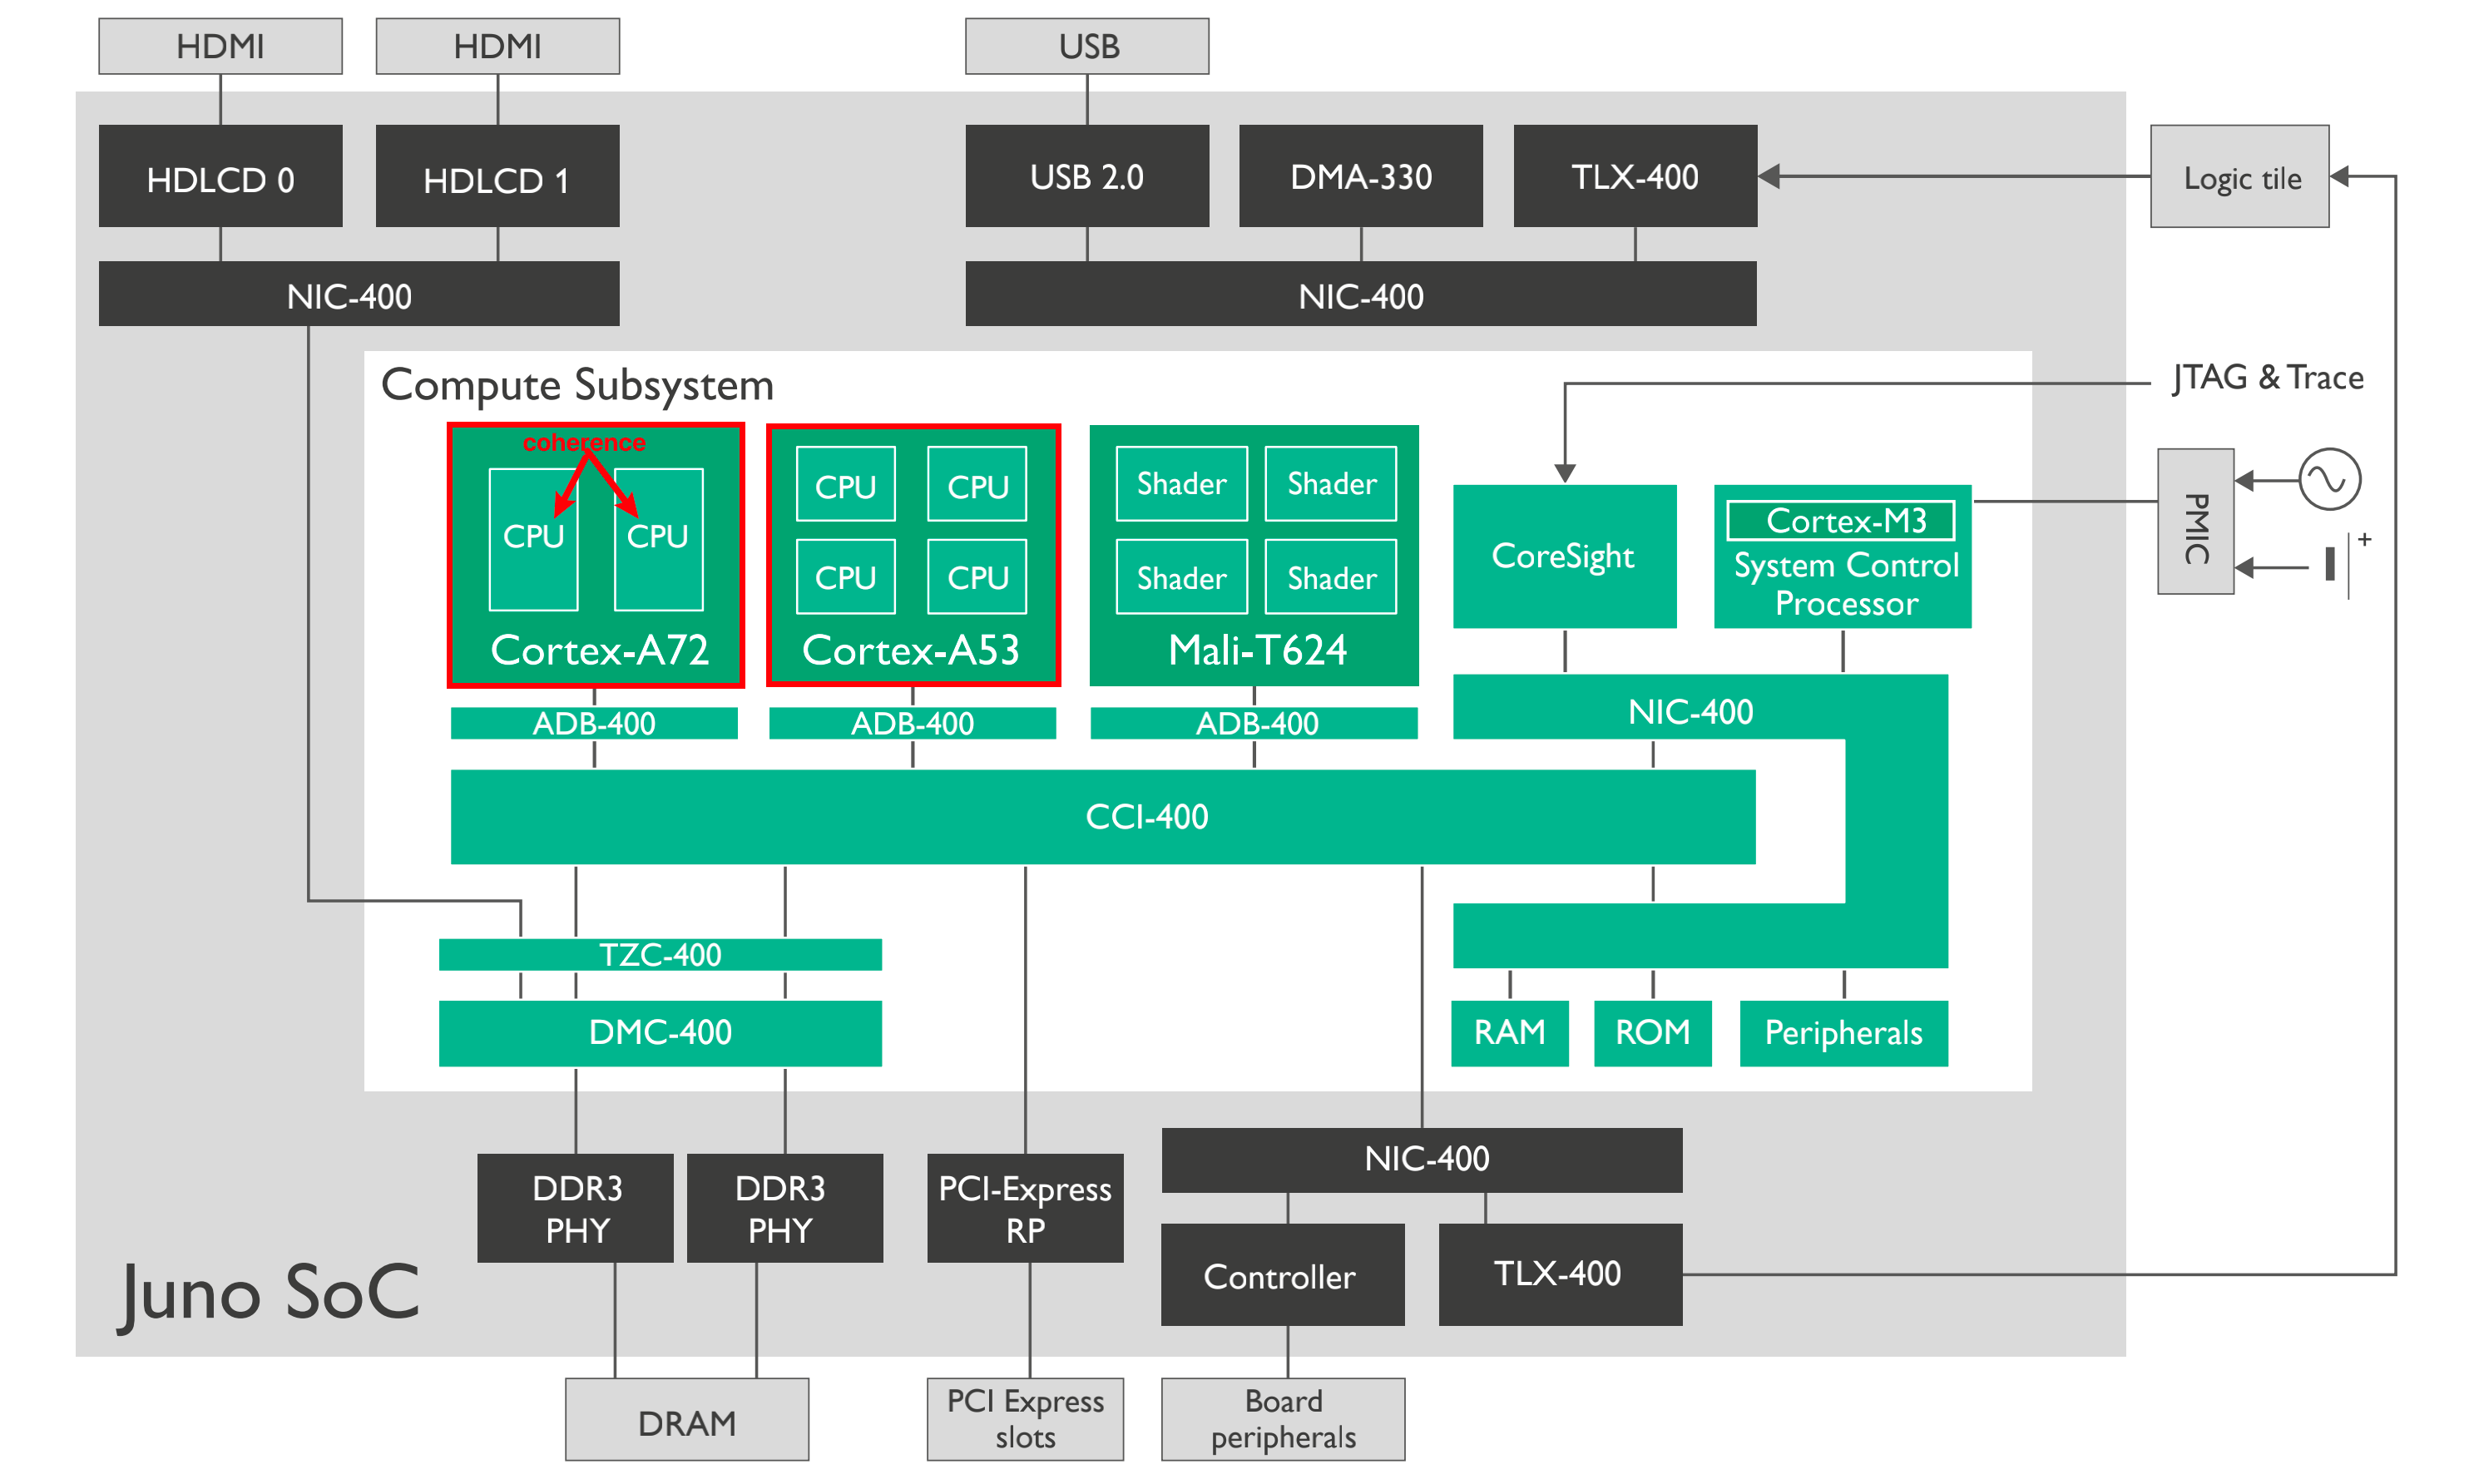 HDMI
HDMI
USB
HDLCD 0
HDLCD 1
USB 2.0
DMA-330
TLX-400
Logic tile
NIC-400
NIC-400
Compute Subsystem
JTAG & Trace
coherence
CPU
CPU
Cortex-A72
CPU
CPU
CPU
CPU
Cortex-A53
Shader
Shader
Shader
Shader
Mali-T624
CoreSight
Cortex-M3
System Control
Processor
PMIC
+
ADB-400
ADB-400
ADB-400
NIC-400
CCI-400
TZC-400
DMC-400
RAM
ROM
Peripherals
DDR3
PHY
DDR3
PHY
PCI-Express
RP
NIC-400
Controller
TLX-400
Juno SoC
DRAM
PCI Express
slots
Board
peripherals